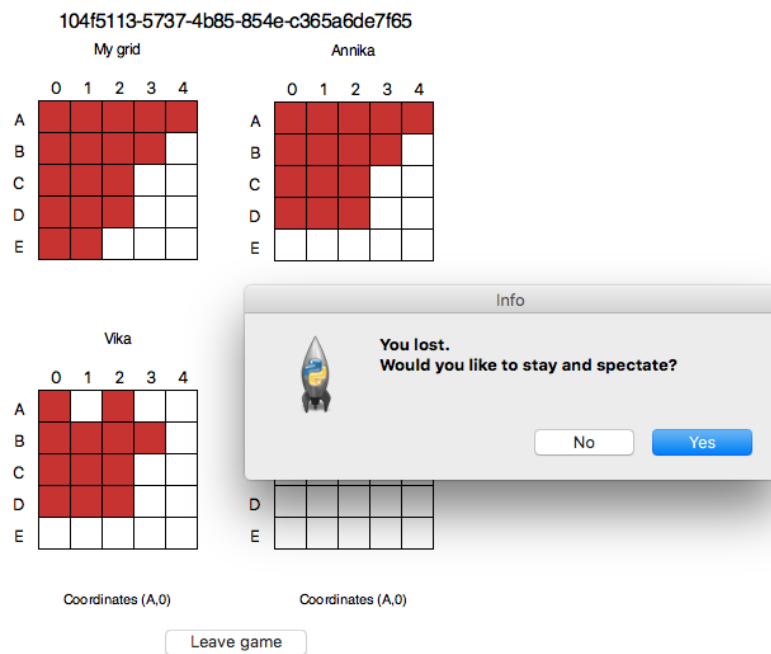 104f5113-5737-4b85-854e-c365a6de7f65
My grid
Annika
0 1 2 3 4
0 1 2 3 4
A
B
C
D
E
A
B
C
D
E
Info
You lost.
Would you like to stay and spectate?
No
Yes
Vika
0 1 2 3 4
A
B
C
D
E
D
E
Coordinates (A,0)
Coordinates (A,0)
Leave game